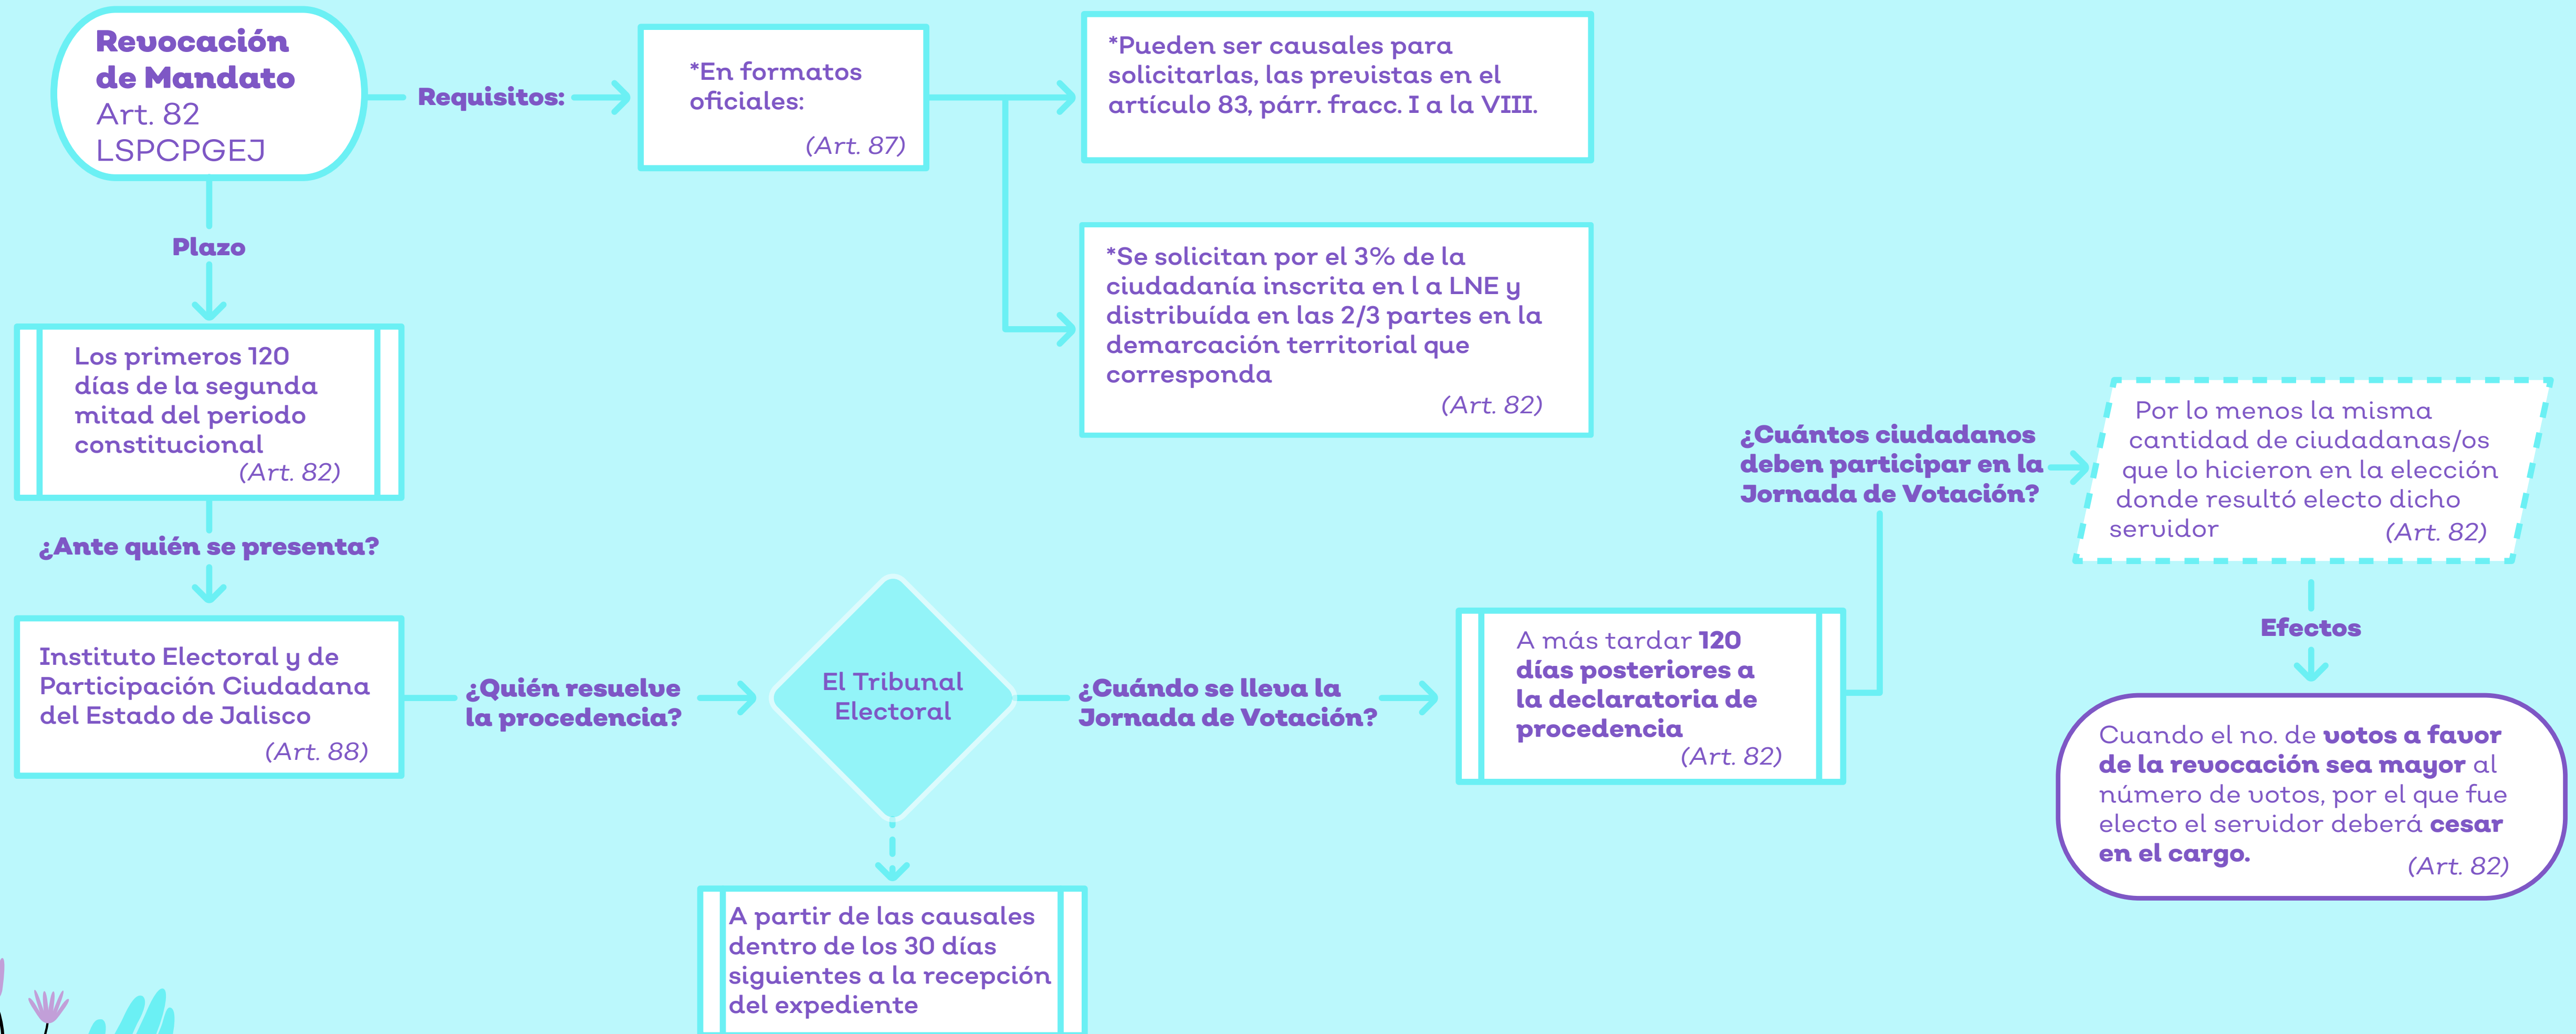 Revocación
de Mandato
Art. 82
LSPCPGEJ
Requisitos:
*En formatos
oficiales:
(Art. 87)
*Pueden ser causales para
solicitarlas, las previstas en el
artículo 83, párr. fracc. I a la VIII.
*Se solicitan por el 3% de la
ciudadanía inscrita en l a LNE y
distribuída en las 2/3 partes en la
demarcación territorial que
corresponda
(Art. 82)
Plazo
Los primeros 120
días de la segunda
mitad del periodo
constitucional
(Art. 82)
¿Ante quién se presenta?
Instituto Electoral y de
Participación Ciudadana
del Estado de Jalisco
(Art. 88)
¿Quién resuelve
la procedencia?
El Tribunal
Electoral
A partir de las causales
dentro de los 30 días
siguientes a la recepción
del expediente
¿Cuándo se lleva la
Jornada de Votación?
A más tardar 120
días posteriores a
la declaratoria de
procedencia
(Art. 82)
¿Cuántos ciudadanos
deben participar en la
Jornada de Votación?
Por lo menos la misma
cantidad de ciudadanas/os
que lo hicieron en la elección
donde resultó electo dicho
servidor
(Art. 82)
Efectos
Cuando el no. de votos a favor
de la revocación sea mayor al
número de votos, por el que fue
electo el servidor deberá cesar
en el cargo.
(Art. 82)